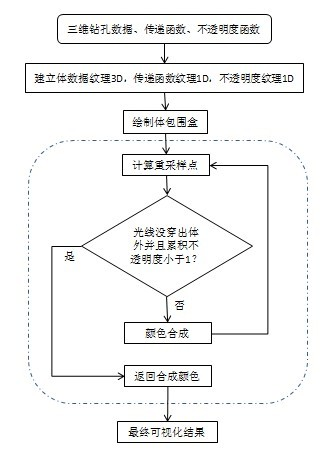 三维钻孔数据、传递函数、不透明度函数
建立体数据纹理3D，传递函数纹理1D，不透明度纹理1D
绘制体包围盒
计算重采样点
光线没穿出体
外并且累积不
透明度小于1?
是
否
颜色合成
返回合成颜色
最终可视化结果